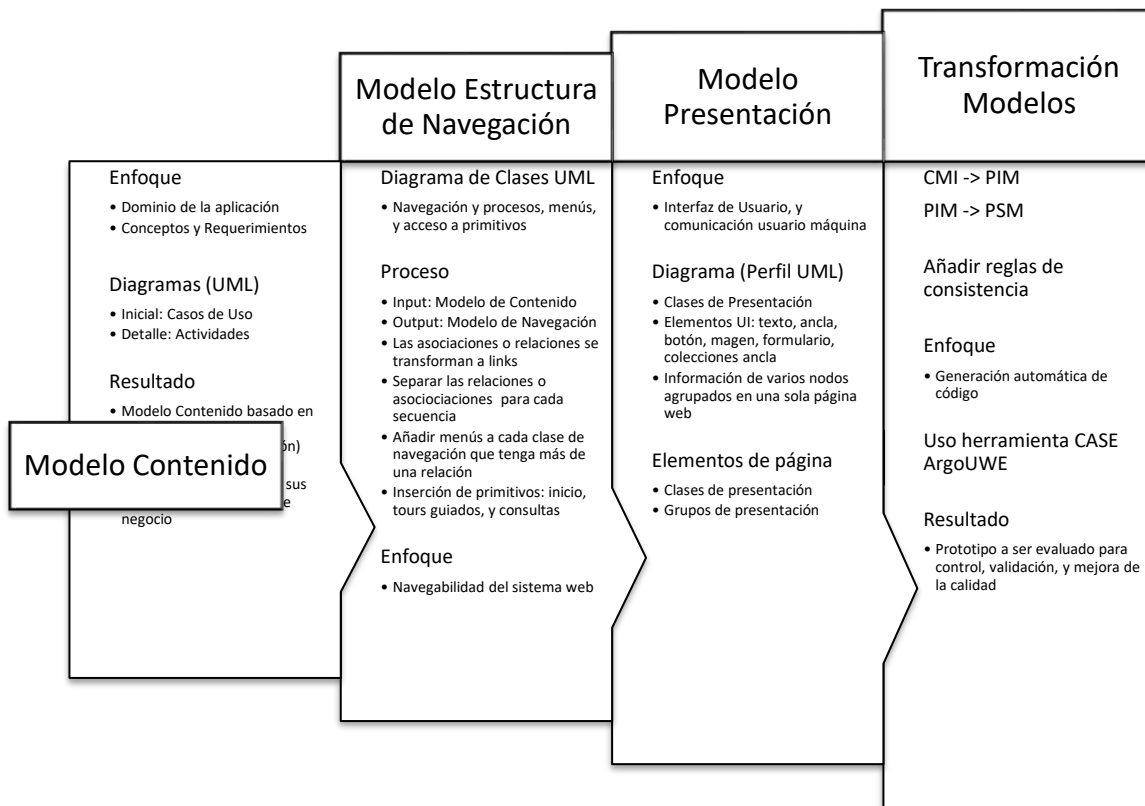 Modelo Contenido
Enfoque
• Dominio de la aplicación
• Conceptos y Requerimientos
Diagramas (UML)
• Inicial: Casos de Uso
• Detalle: Actividades
Resultado
• Modelo Contenido basado en
sus
negocio
Modelo Estructura
de Navegación
Diagrama de Clases UML
• Navegación y procesos, menús,
y acceso a primitivos
Proceso
• Input: Modelo de Contenido
• Output: Modelo de Navegación
• Las asociaciones o relaciones se
transforman a links
• Separar las relaciones o
asocociaciones para cada
secuencia
• Añadir menús a cada clase de
navegación que tenga más de
una relación
• Inserción de primitivos: inicio,
tours guiados, y consultas
Enfoque
• Navegabilidad del sistema web
Modelo
Presentación
Enfoque
• Interfaz de Usuario, y
comunicación usuario máquina
Diagrama (Perfil UML)
• Clases de Presentación
• Elementos UI: texto, ancla,
botón, magen, formulario,
colecciones ancla
• Información de varios nodos
agrupados en una sola página
web
Elementos de página
• Clases de presentación
• Grupos de presentación
Transformación
Modelos
CMI -> PIM
PIM -> PSM
Añadir reglas de
consistencia
Enfoque
• Generación automática de
código
Uso herramienta CASE
ArgoUWE
Resultado
• Prototipo a ser evaluado para
control, validación, y mejora de
la calidad